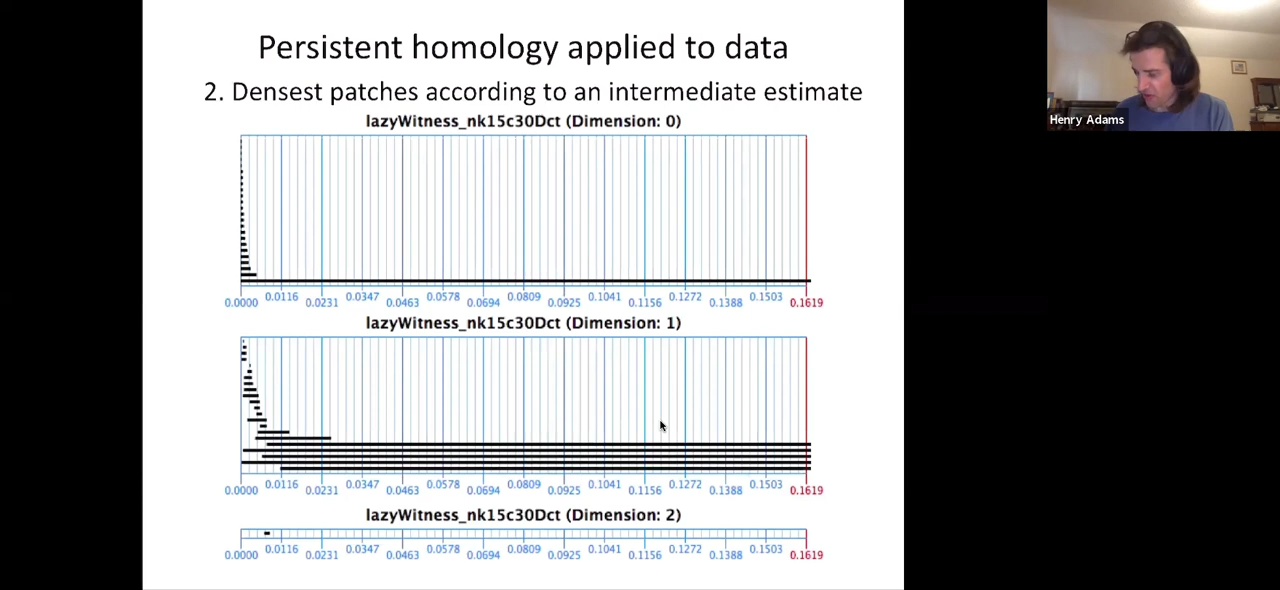 Persistent homology applied to data
2. Densest patches according to an intermediate estimate
lazyWitness_nk15c30Dct (Dimension: 0)
0.0000 0.0116 0.0231 0.0347 0.0463 0.0578 0.0694 0.0809 0.0925 0.1041 0.1156 0.1272 0.1388 0.1503 0.1619
lazyWitness_nk15c30Dct (Dimension: 1)
0.0000 0.0116 0.0231 0.0347 0.0463 0.0578 0.0694 0.0809 0.0925 0.1041 0.1156 0.1272 0.1388 0.1503 0.1619
lazyWitness_nk15c30Dct (Dimension: 2)
0.0000 0.0116 0.0231 0.0347 0.0463 0.0578 0.0694 0.0809 0.0925 0.1041 0.1156 0.1272 0.1388 0.1503 0.1619
Henry Adams